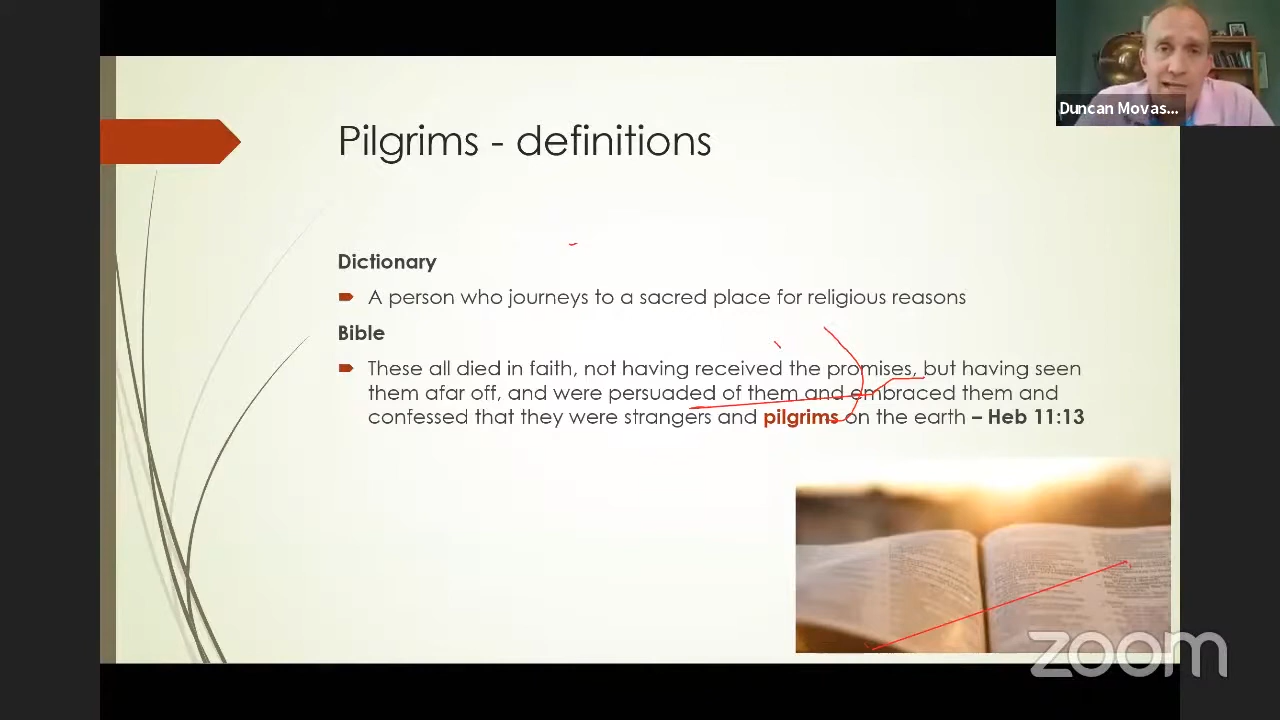 Duncan Movas...
Pilgrims - definitions
Dictionary
A person who journeys to a sacred place for religious reasons
Bible
These all died in faith, not having received the promises, but having seen
them afar off, and were persuaded of them and embraced them and
confessed that they were strangers and pilgrims on the earth – Heb 11:13
zoom